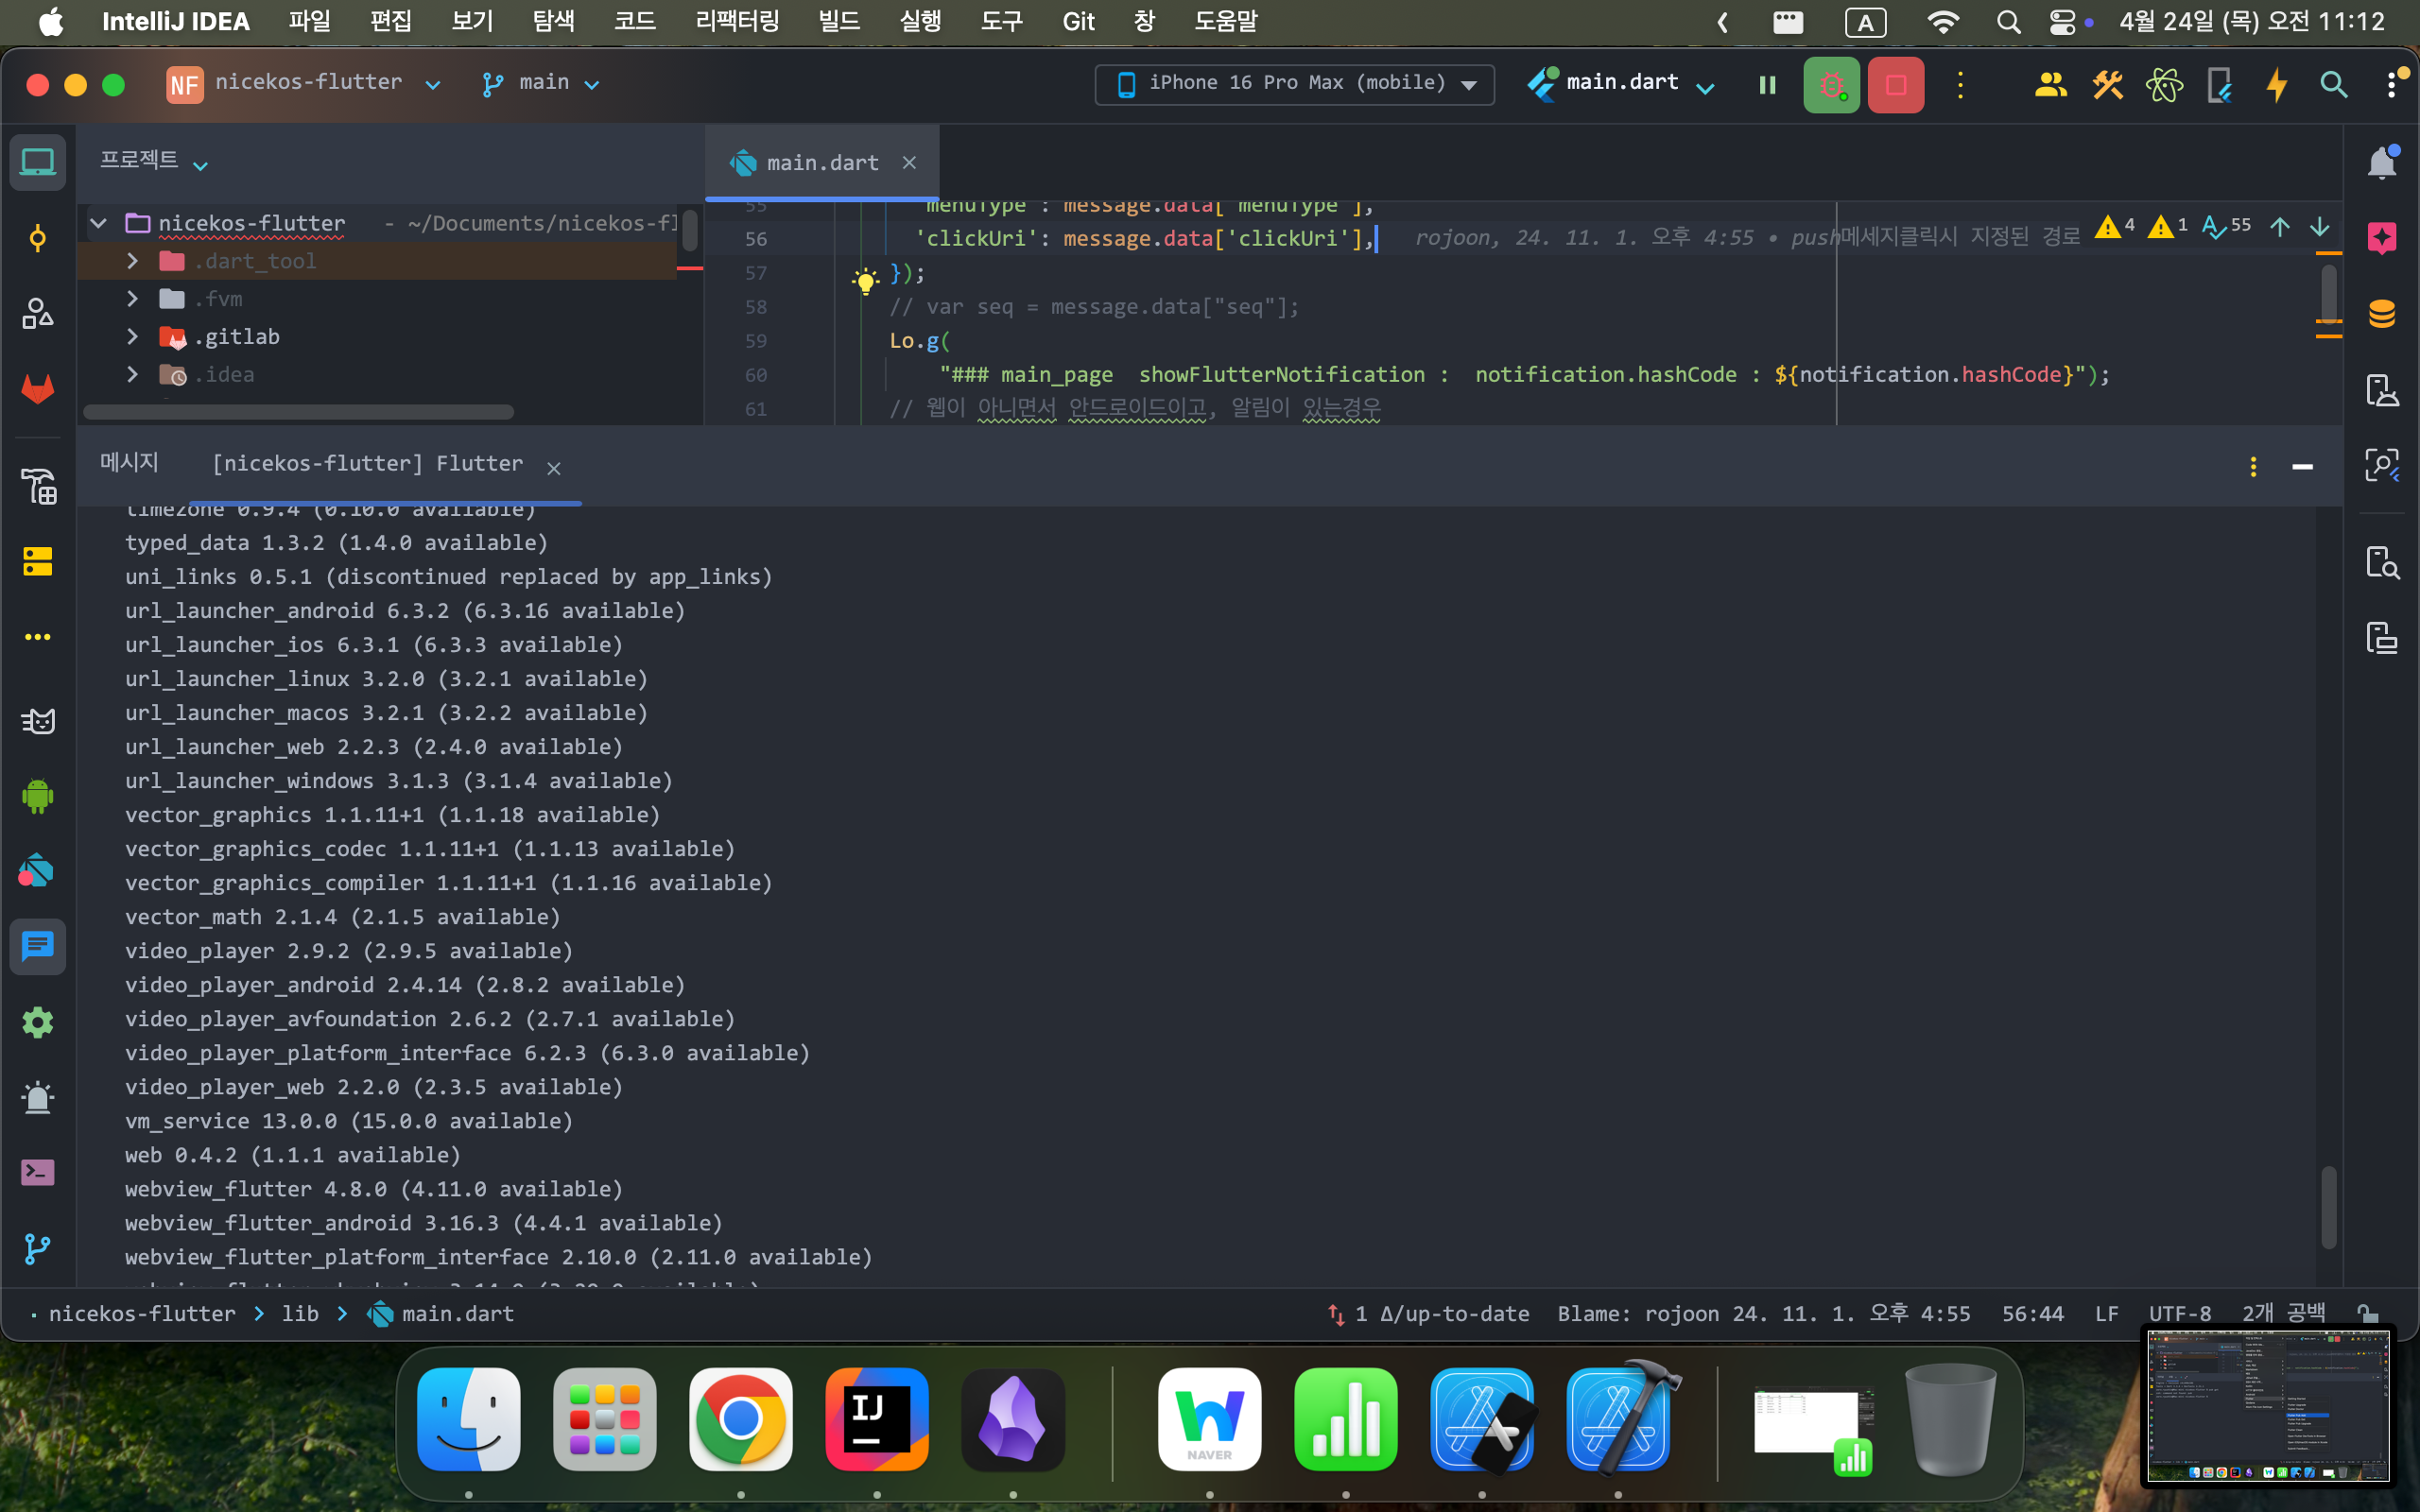 IntelliJ IDEA 파일 편집 보기 탐색 코드 리팩터링 빌드 실행 도구 Git 창 도움말 A 4월 24일 (목) 오전 11:12
NF nicekos-flutter main iPhone 16 Pro Max (mobile) main.dart
프로젝트
main.dart
nicekos-flutter - ~/Documents/nicekos-fl
.dart_tool
.fvm
.gitlab
.idea
55 'menuType': message.data['menuType'],
56 'clickUri': message.data['clickUri'], rojoon, 24. 11. 1. 오후 4:55 • push메세지클릭시 지정된 경로 4 1 55
57 });
58 // var seq = message.data["seq"];
59 Lo.g(
60 "### main_page  showFlutterNotification :  notification.hashCode : ${notification.hashCode}");
61 // 웹이 아니면서 안드로이드이고, 알림이 있는경우
메시지 [nicekos-flutter] Flutter
timezone 0.9.4 (0.10.0 available)
typed_data 1.3.2 (1.4.0 available)
uni_links 0.5.1 (discontinued replaced by app_links)
url_launcher_android 6.3.2 (6.3.16 available)
url_launcher_ios 6.3.1 (6.3.3 available)
url_launcher_linux 3.2.0 (3.2.1 available)
url_launcher_macos 3.2.1 (3.2.2 available)
url_launcher_web 2.2.3 (2.4.0 available)
url_launcher_windows 3.1.3 (3.1.4 available)
vector_graphics 1.1.11+1 (1.1.18 available)
vector_graphics_codec 1.1.11+1 (1.1.13 available)
vector_graphics_compiler 1.1.11+1 (1.1.16 available)
vector_math 2.1.4 (2.1.5 available)
video_player 2.9.2 (2.9.5 available)
video_player_android 2.4.14 (2.8.2 available)
video_player_avfoundation 2.6.2 (2.7.1 available)
video_player_platform_interface 6.2.3 (6.3.0 available)
video_player_web 2.2.0 (2.3.5 available)
vm_service 13.0.0 (15.0.0 available)
web 0.4.2 (1.1.1 available)
webview_flutter 4.8.0 (4.11.0 available)
webview_flutter_android 3.16.3 (4.4.1 available)
webview_flutter_platform_interface 2.10.0 (2.11.0 available)
nicekos-flutter lib main.dart 1 Δ/up-to-date Blame: rojoon 24. 11. 1. 오후 4:55 56:44 LF UTF-8 2개 공백
IJ
NAVER